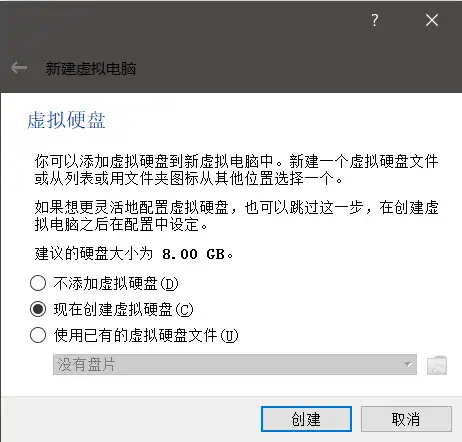 ?
新建虚拟电脑
虚拟硬盘
你可以添加虚拟硬盘到新虚拟电脑中。新建一个虚拟硬盘文件
或从列表或用文件夹图标从其他位置选择一个。
如果想更灵活地配置虚拟硬盘，也可以跳过这一步，在创建虚
拟电脑之后在配置中设定。
建议的硬盘大小为 8.00 GB。
不添加虚拟硬盘(D)
现在创建虚拟硬盘(C)
使用已有的虚拟硬盘文件(U)
没有盘片
创建
取消